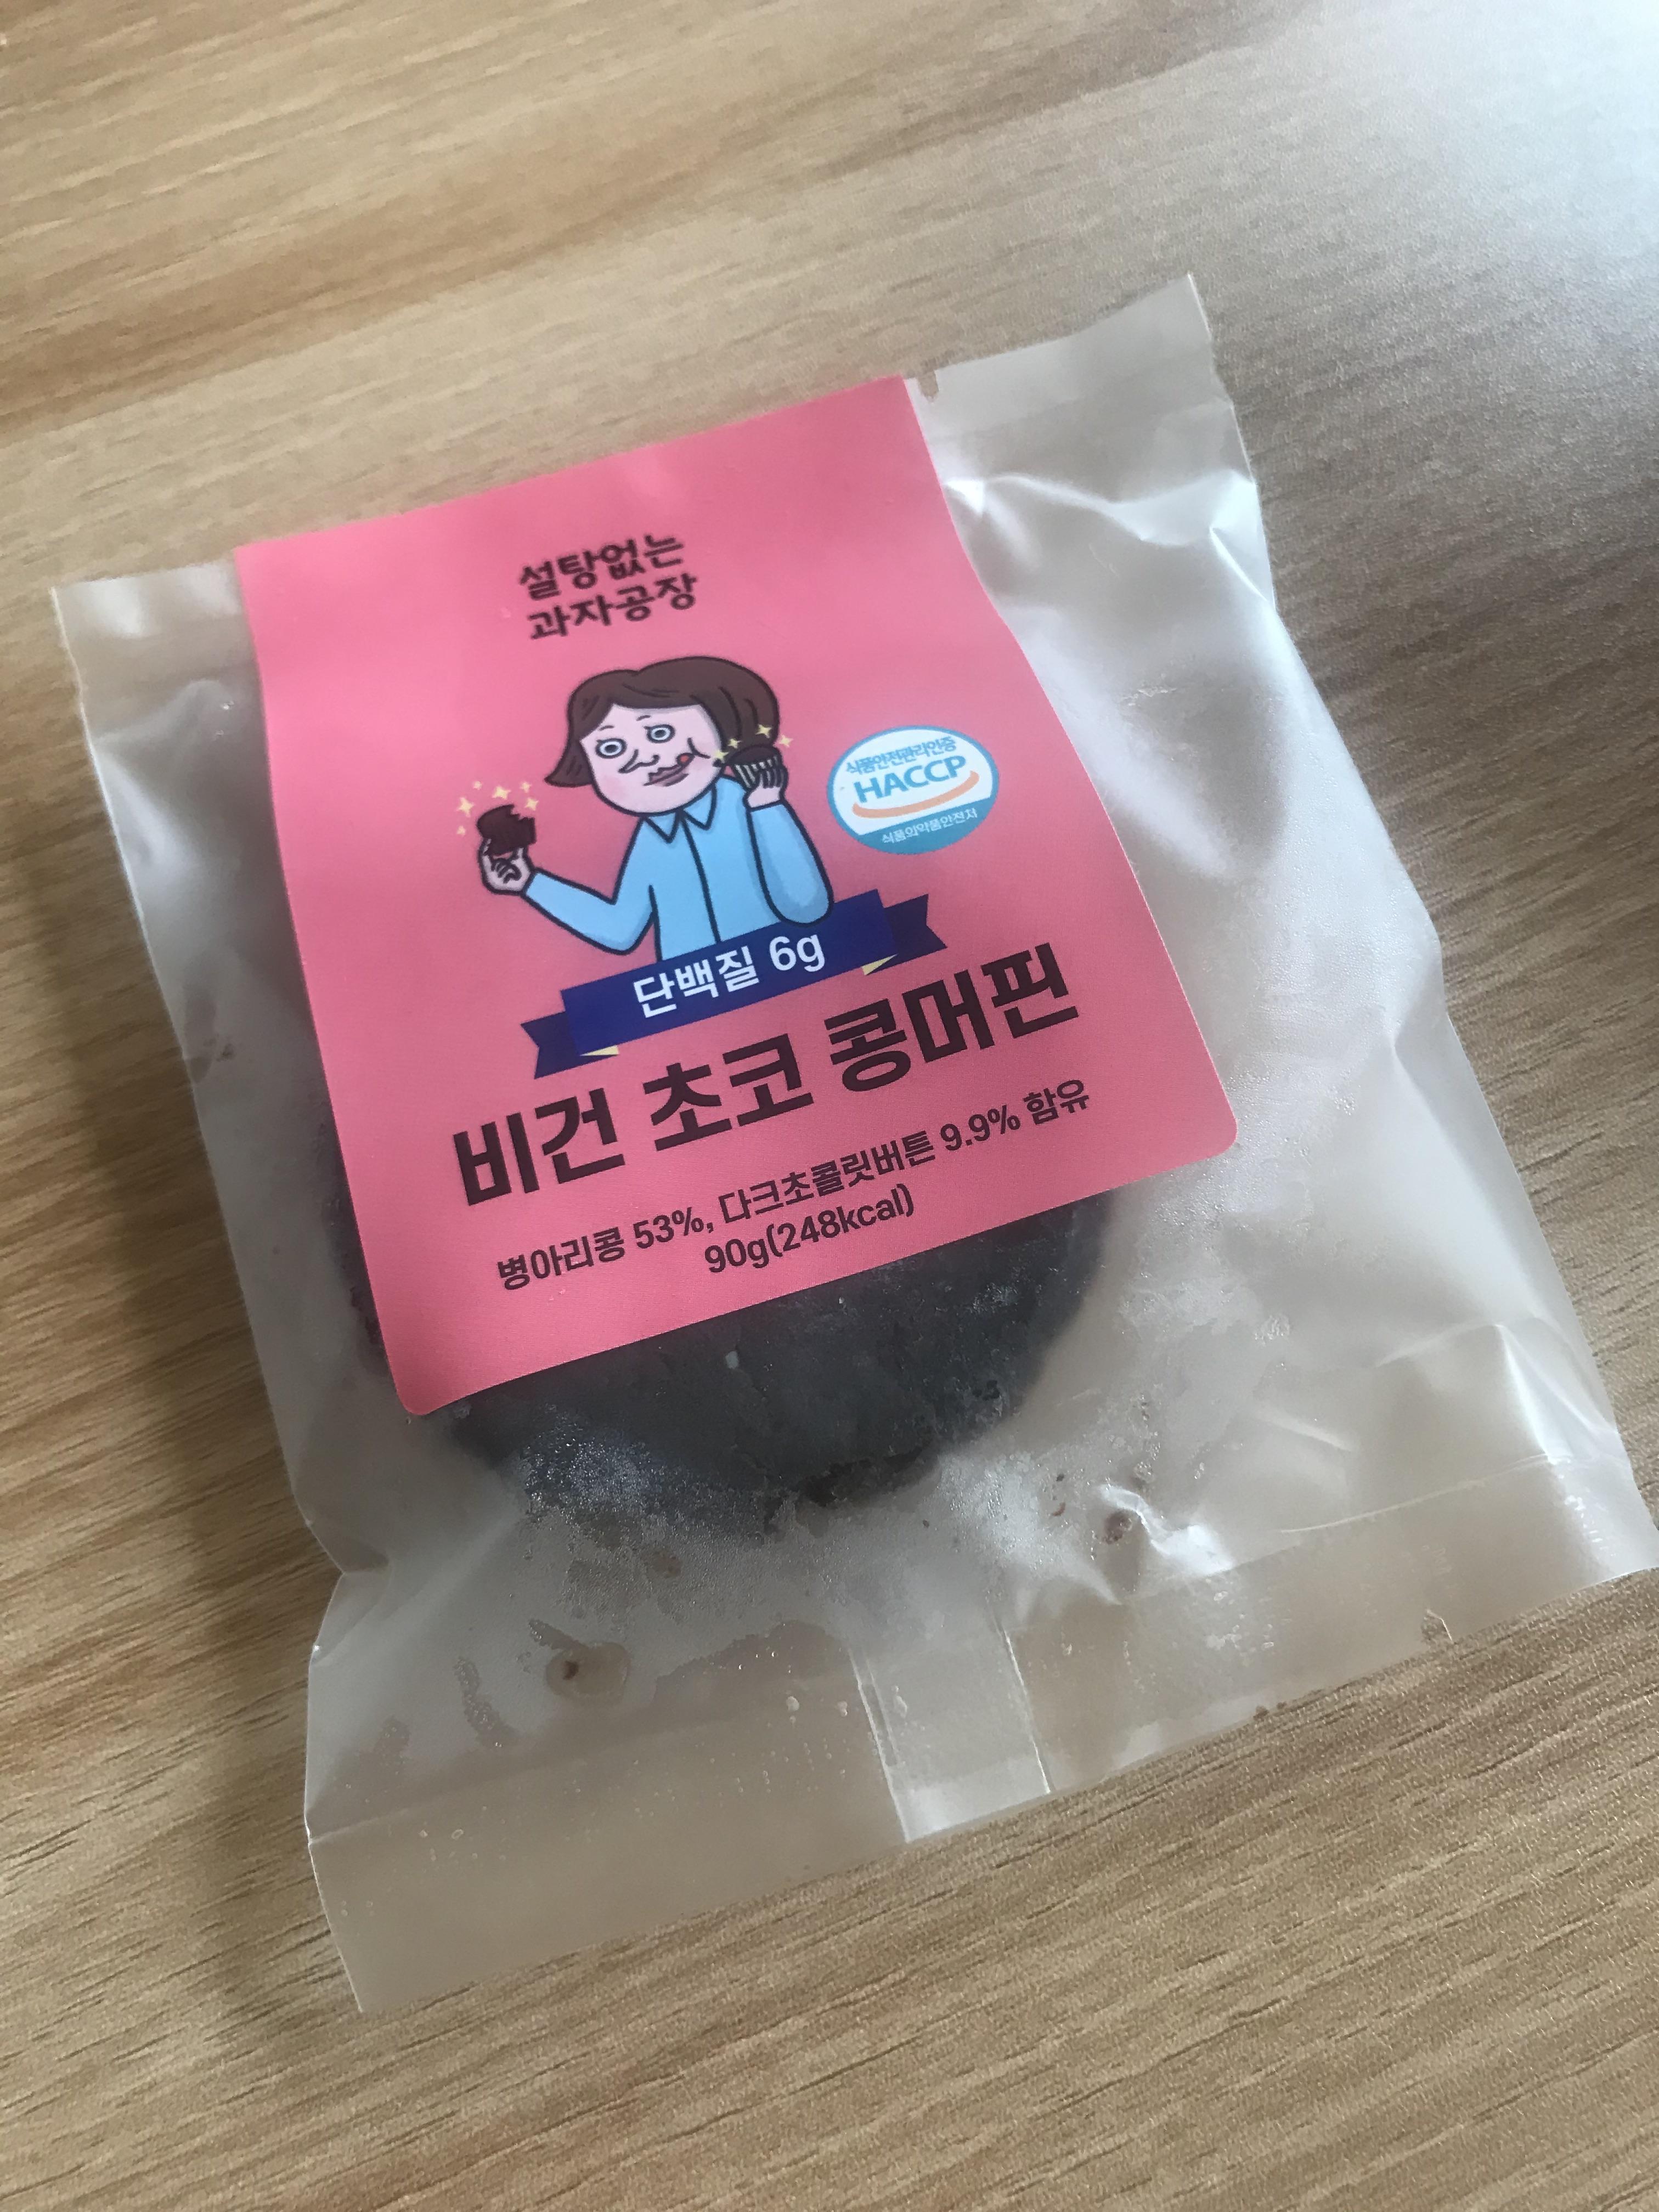 설탕없는
과자공장
식품안전관리인증
HACCP
식품의약품안전처
단백질 6g
비건 초코 콩머핀
병아리콩 53%, 다크초콜릿버튼 9.9% 함유
90g(248kcal)